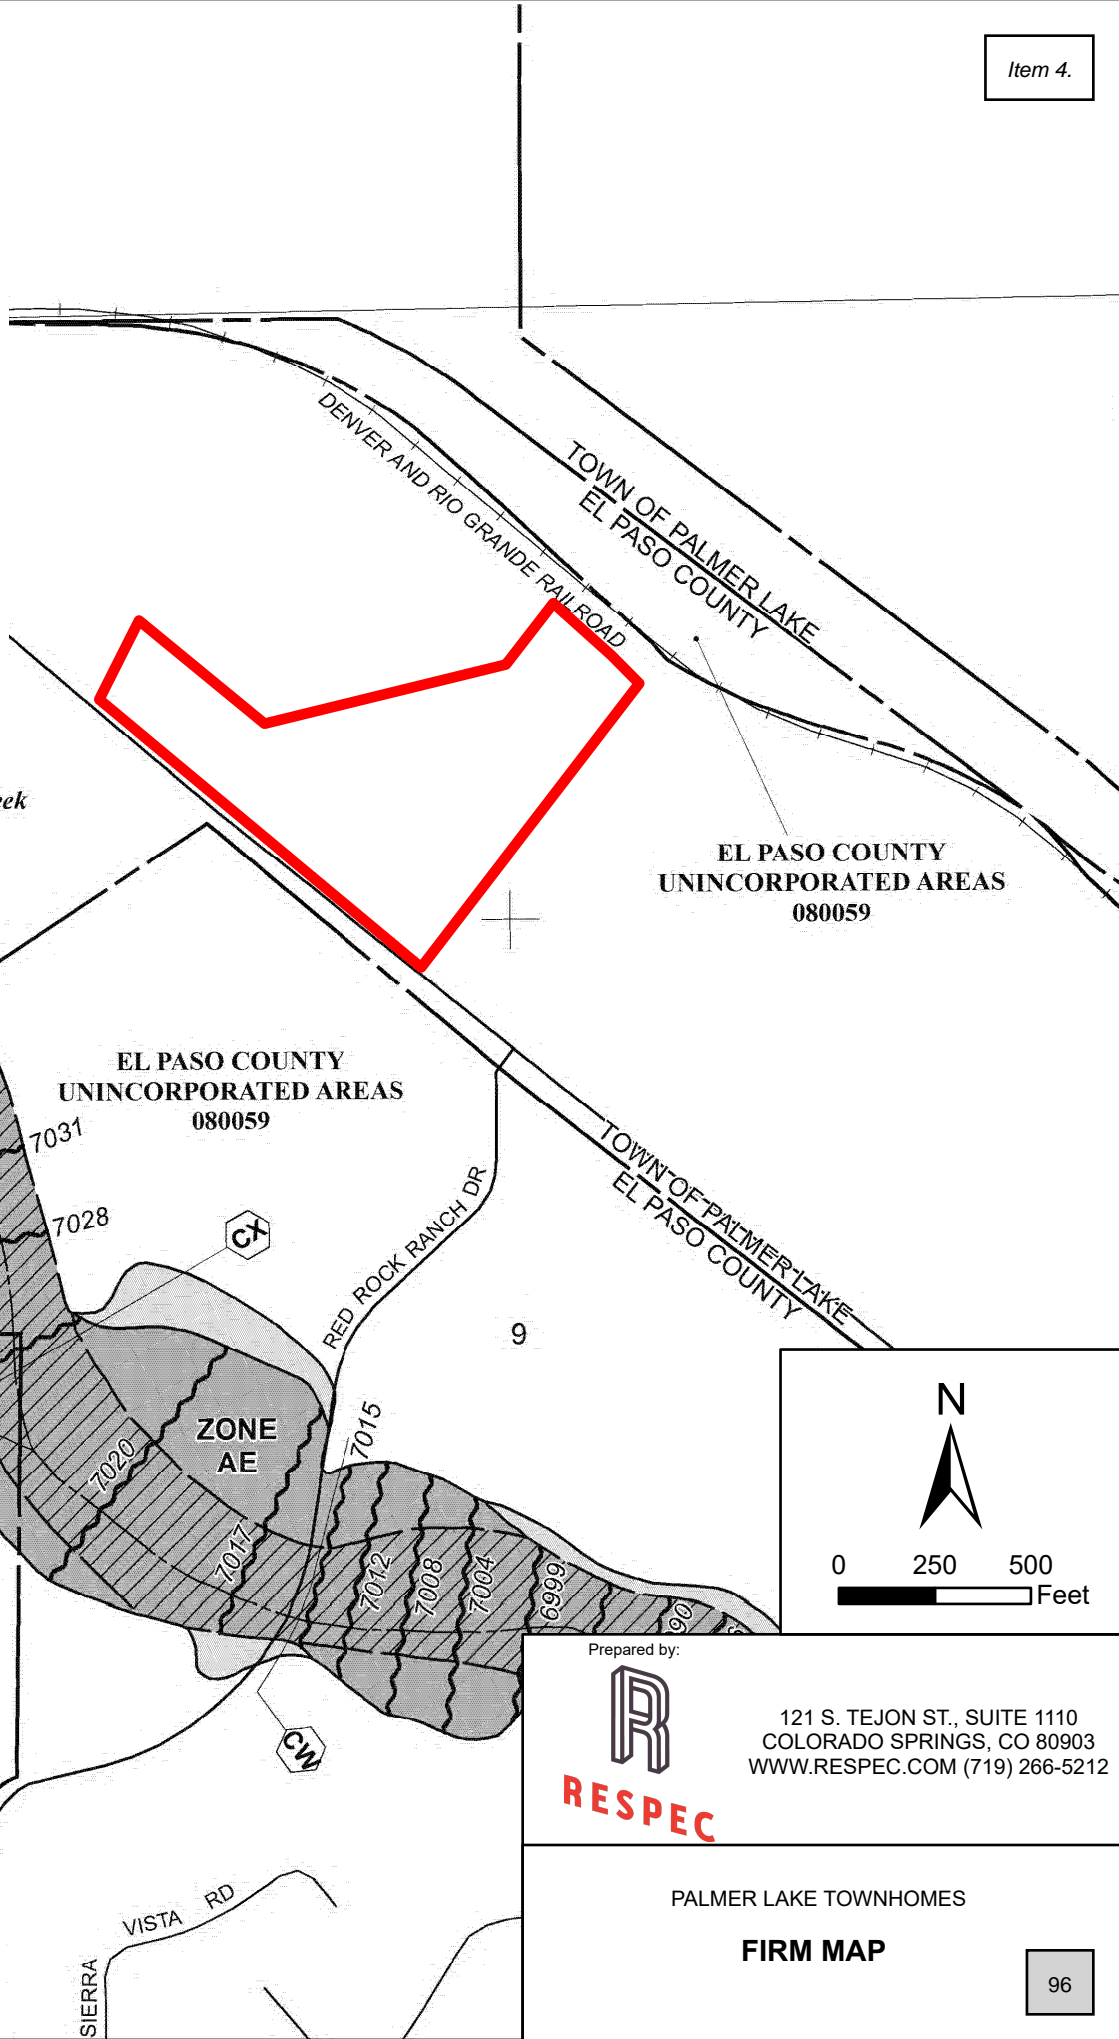 Item 4.
DENVER AND RIO GRANDE RAILROAD
TOWN OF PALMER LAKE
EL PASO COUNTY
EL PASO COUNTY
UNINCORPORATED AREAS
080059
EL PASO COUNTY
UNINCORPORATED AREAS
080059
7031
7028
CX
RED ROCK RANCH DR
TOWN OF PALMER LAKE
EL PASO COUNTY
9
ZONE
AE
7015
7020
7017
7012
7008
7004
6999
CW
N
0 250 500
Feet
Prepared by:
RESPEC
121 S. TEJON ST., SUITE 1110
COLORADO SPRINGS, CO 80903
WWW.RESPEC.COM (719) 266-5212
VISTA RD
SIERRA
PALMER LAKE TOWNHOMES
FIRM MAP
96